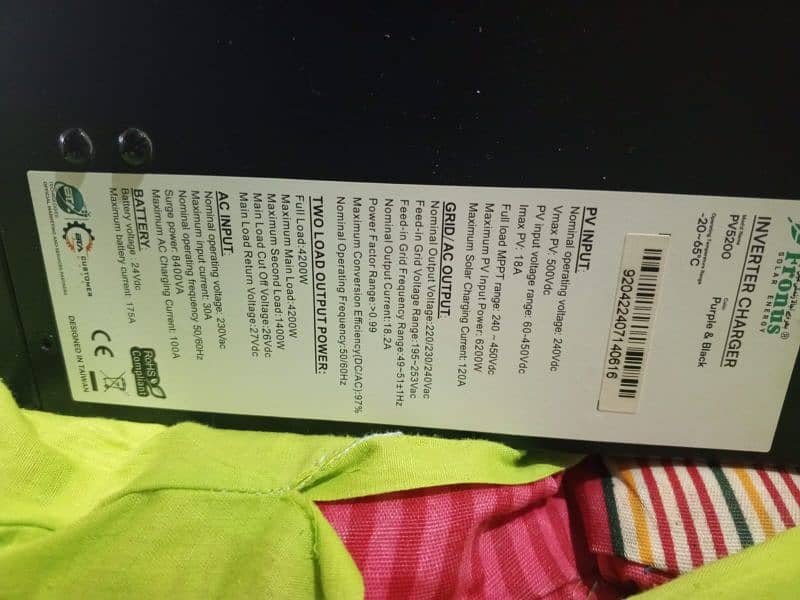 Fronus
SOLAR ENERGY
INVERTER CHARGER
Color
PV5200
Purple & Black
Operating Temperature Range
-20~65°C
920422407140616
PV INPUT:
Nominal operating voltage: 240Vdc
Vmax PV: 500Vdc
PV input voltage range: 60-450Vdc
Imax PV: 18A
Full load MPPT range: 240 ~450Vdc
Maximum PV Input Power: 6200W
Maximum Solar Charging Current: 120A
GRID/AC OUTPUT:
Nominal Output Voltage:220/230/240Vac
Feed-in Grid Voltage Range:195~253Vac
Feed-in Grid Frequency Range:49~51±1Hz
Nominal Output Current:18.2A
Power Factor Range:>0.99
Maximum Conversion Efficiency(DC/AC):97%
Nominal Operating Frequency:50/60Hz
TWO LOAD OUTPUT POWER:
Full Load:4200W
Maximum Main Load:4200W
Maximum Second Load:1400W
Main Load Cut Off Voltage:26Vdc
Main Load Return Voltage:27Vdc
AC INPUT:
Nominal operating voltage: 230Vac
Maximum input current: 30A
Nominal operating frequency 50/60Hz
Surge power: 8400VA
Maximum AC Charging Current: 100A
BATTERY:
Battery voltage: 24Vdc
Maximum battery current: 175A
CUSTOMER
CE
RoHS
Compliant
DESIGNED IN TAIWAN